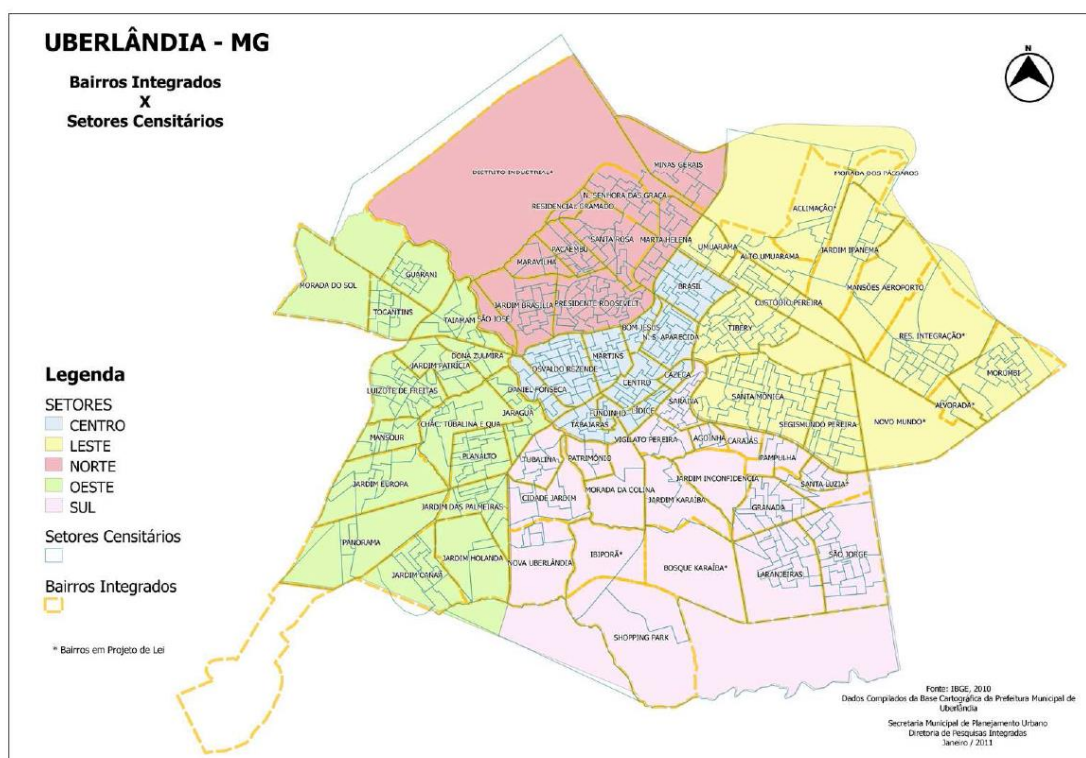 UBERLÂNDIA - MG
Bairros Integrados
X
Setores Censitários
N
MINAS GERAIS
DISTRITO INDUSTRIAL*
MORADA DOS PÁSSAROS
N. SENHORA DAS GRAÇA
RESIDENCIAL GRAMADO
ACLIMAÇÃO*
SANTA ROSA
MARTA HELENA
PACAEMBU
UMUARAMA
JARDIM IPANEMA
ALTO UMUARAMA
MARAVILHA
GUARANI
MORADA DO SOL
BRASIL
MANSÕES AEROPORTO
JARDIM BRASÍLIA
PRESIDENTE ROOSEVELT
CUSTÓDIO PEREIRA
TOCANTINS
TAIAMAM
SÃO JOSÉ
BOM JESUS
TIBERY
N. S. APARECIDA
RES. INTEGRAÇÃO*
DONA ZULMIRA
MARTINS
JARDIM PATRÍCIA
OSVALDO REZENDE
MORUMBI
CAZECA
LUIZOTE DE FREITAS
DANIEL FONSECA
CENTRO
SARAIVA
SANTA MÔNICA
ALVORADA*
JARAGUÁ
FUNDINHO
LÍDICE
TABAJARAS
SEGISMUNDO PEREIRA
NOVO MUNDO*
CHÁC. TUBALINA E QUA
MANSOUR
VIGILATO PEREIRA
CARAJÁS
PLANALTO
TUBALINA
PATRIMÔNIO
PAMPULHA
JARDIM EUROPA
JARDIM INCONFIDENCIA
SANTA LUZIA*
CIDADE JARDIM
MORADA DA COLINA
JARDIM KARAÍBA
GRANADA
JARDIM DAS PALMEIRAS
PANORAMA
JARDIM HOLANDA
NOVA UBERLÂNDIA
IBIPORÃ*
BOSQUE KARAÍBA*
SÃO JORGE
JARDIM CANAÃ
LARANJEIRAS
SHOPPING PARK
Legenda
SETORES
CENTRO
LESTE
NORTE
OESTE
SUL
Setores Censitários
Bairros Integrados
* Bairros em Projeto de Lei
Fonte: IBGE, 2010
Dados Compilados da Base Cartográfica da Prefeitura Municipal de
Uberlândia
Secretaria Municipal de Planejamento Urbano
Diretoria de Pesquisas Integradas
Janeiro / 2011